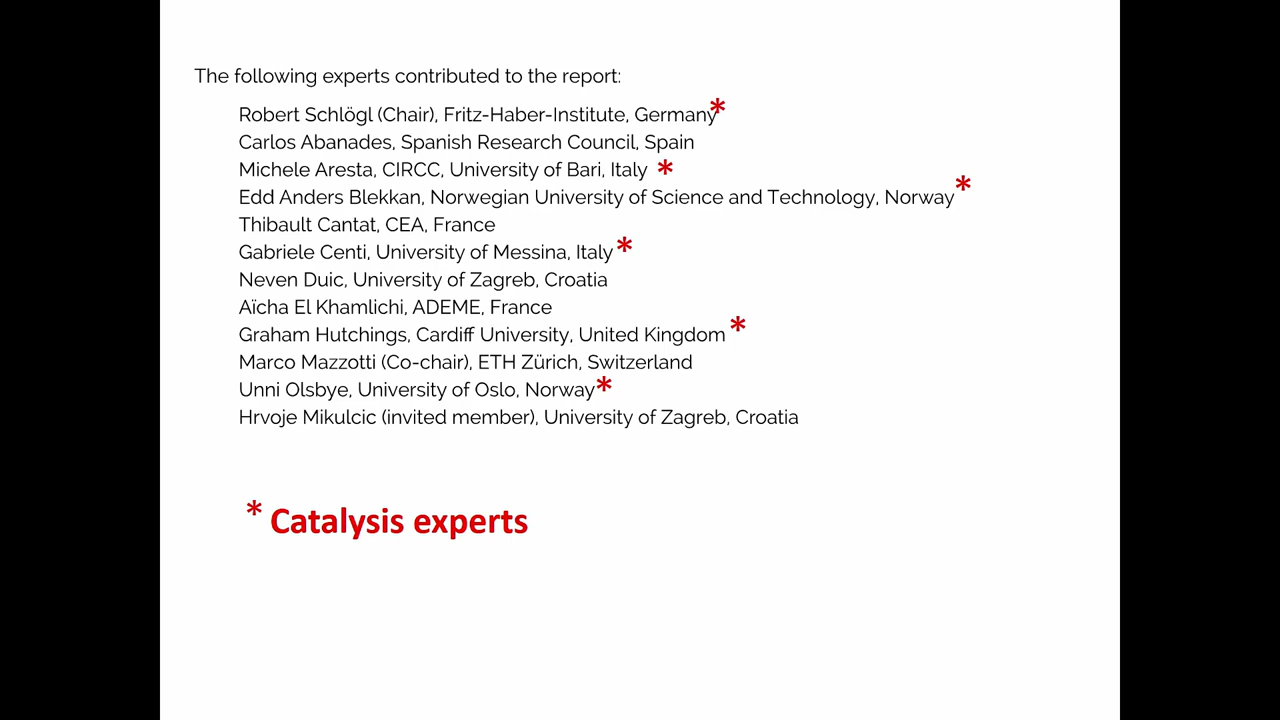 The following experts contributed to the report:
Robert Schlögl (Chair), Fritz-Haber-Institute, Germany*
Carlos Abanades, Spanish Research Council, Spain
Michele Aresta, CIRCC, University of Bari, Italy *
Edd Anders Blekkan, Norwegian University of Science and Technology, Norway*
Thibault Cantat, CEA, France
Gabriele Centi, University of Messina, Italy*
Neven Duic, University of Zagreb, Croatia
Aïcha El Khamlichi, ADEME, France
Graham Hutchings, Cardiff University, United Kingdom *
Marco Mazzotti (Co-chair), ETH Zürich, Switzerland
Unni Olsbye, University of Oslo, Norway*
Hrvoje Mikulcic (invited member), University of Zagreb, Croatia
* Catalysis experts